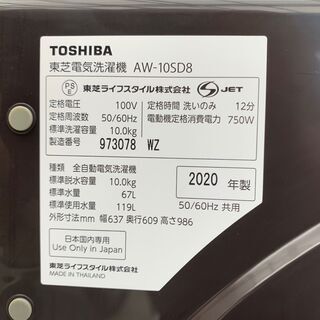 TOSHIBA
東芝電気洗濯機 AW-10SD8
PS
E
東芝ライフスタイル株式会社
S JET
定格電圧 100V
定格時間 洗いのみ 12分
定格周波数 50/60Hz
電動機定格消費電力 750W
標準洗濯容量 10.0kg
製造番号 973078 WZ
種類 全自動電気洗濯機
標準脱水容量 10.0kg
標準水量 67L
標準使用水量 119L
2020 年製
50/60Hz 共用
外形寸法mm 幅637 奥行609 高さ986
日本国内専用
Use Only in Japan
東芝ライフスタイル株式会社
MADE IN THAILAND